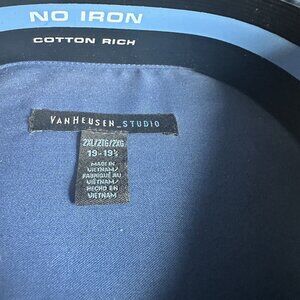 NO IRON
COTTON RICH
VANHEUSEN_STUDIO
2XL/2TG/2XG
19-19½
MADE IN
VIETNAM/
FABRIQUÉ AU
VIETNAM/
HECHO EN
VIETNAM